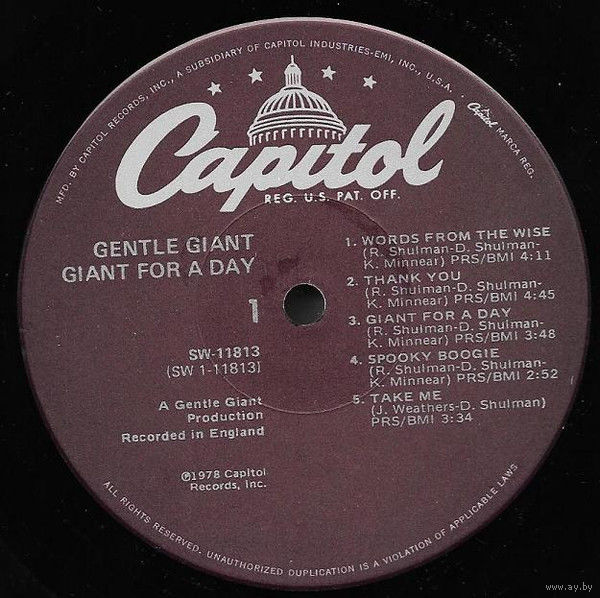 MFD. BY CAPITOL RECORDS, INC., A SUBSIDIARY OF CAPITOL INDUSTRIES-EMI, INC., U.S.A. • Capitol MARCA REG.
Capitol
REG. U.S. PAT. OFF.
GENTLE GIANT
GIANT FOR A DAY
1
SW-11813
(SW 1-11813)
A Gentle Giant
Production
Recorded in England
℗1978 Capitol
Records, Inc.
1. WORDS FROM THE WISE
(R. Shulman-D. Shulman-
K. Minnear) PRS/BMI 4:11
2. THANK YOU
(R. Shulman-D. Shulman-
K. Minnear) PRS/BMI 4:45
3. GIANT FOR A DAY
(R. Shulman-D. Shulman-
K. Minnear) PRS/BMI 3:48
4. SPOOKY BOOGIE
(R. Shulman-D. Shulman-
K. Minnear) PRS/BMI 2:52
5. TAKE ME
(J. Weathers-D. Shulman)
PRS/BMI 3:34
ALL RIGHTS RESERVED. UNAUTHORIZED DUPLICATION IS A VIOLATION OF APPLICABLE LAWS
www.ay.by